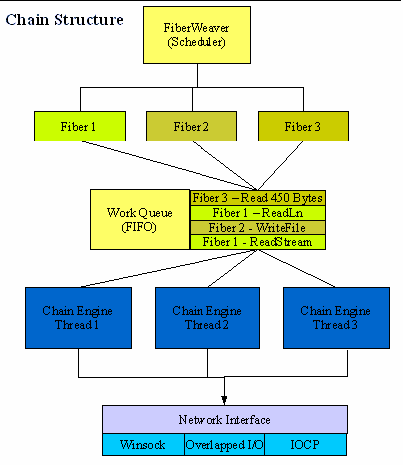 Chain Structure
FiberWeaver
(Scheduler)
Fiber 1
Fiber 2
Fiber 3
Work Queue
(FIFO)
Fiber 3 – Read 450 Bytes
Fiber 1 – ReadLn
Fiber 2 - WriteFile
Fiber 1 - ReadStream
Chain Engine
Thread 1
Chain Engine
Thread 2
Chain Engine
Thread 3
Network Interface
Winsock
Overlapped I/O
IOCP